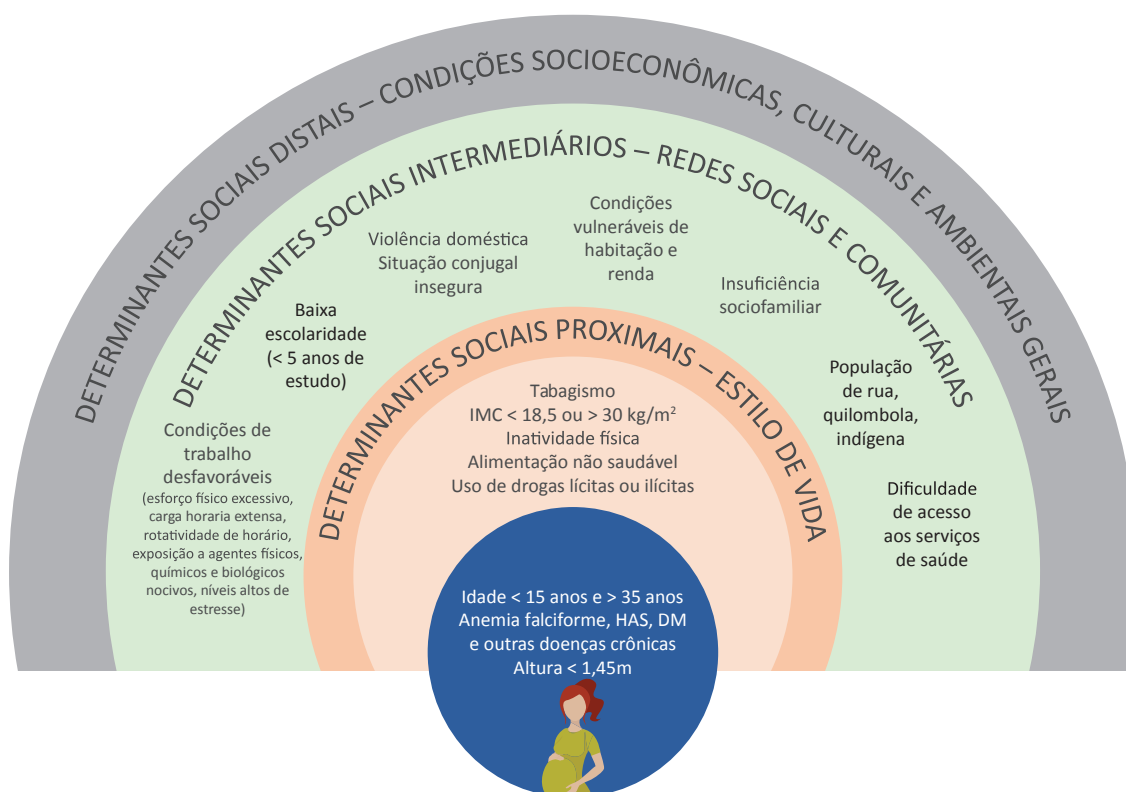 DETERMINANTES SOCIAIS DISTAIS – CONDIÇÕES SOCIOECONÔMICAS, CULTURAIS E AMBIENTAIS GERAIS
DETERMINANTES SOCIAIS INTERMEDIÁRIOS – REDES SOCIAIS E COMUNITÁRIAS
Condições de
trabalho
desfavoráveis
(esforço físico excessivo,
carga horaria extensa,
rotatividade de horário,
exposição a agentes físicos,
químicos e biológicos
nocivos, níveis altos de
estresse)
Baixa
escolaridade
(< 5 anos de
estudo)
Violência doméstica
Situação conjugal
insegura
Condições
vulneráveis de
habitação e
renda
Insuficiência
sociofamiliar
População
de rua,
quilombola,
indígena
Dificuldade
de acesso
aos serviços
de saúde
DETERMINANTES SOCIAIS PROXIMAIS – ESTILO DE VIDA
Tabagismo
IMC < 18,5 ou > 30 kg/m²
Inatividade física
Alimentação não saudável
Uso de drogas lícitas ou ilícitas
Idade < 15 anos e > 35 anos
Anemia falciforme, HAS, DM
e outras doenças crônicas
Altura < 1,45m